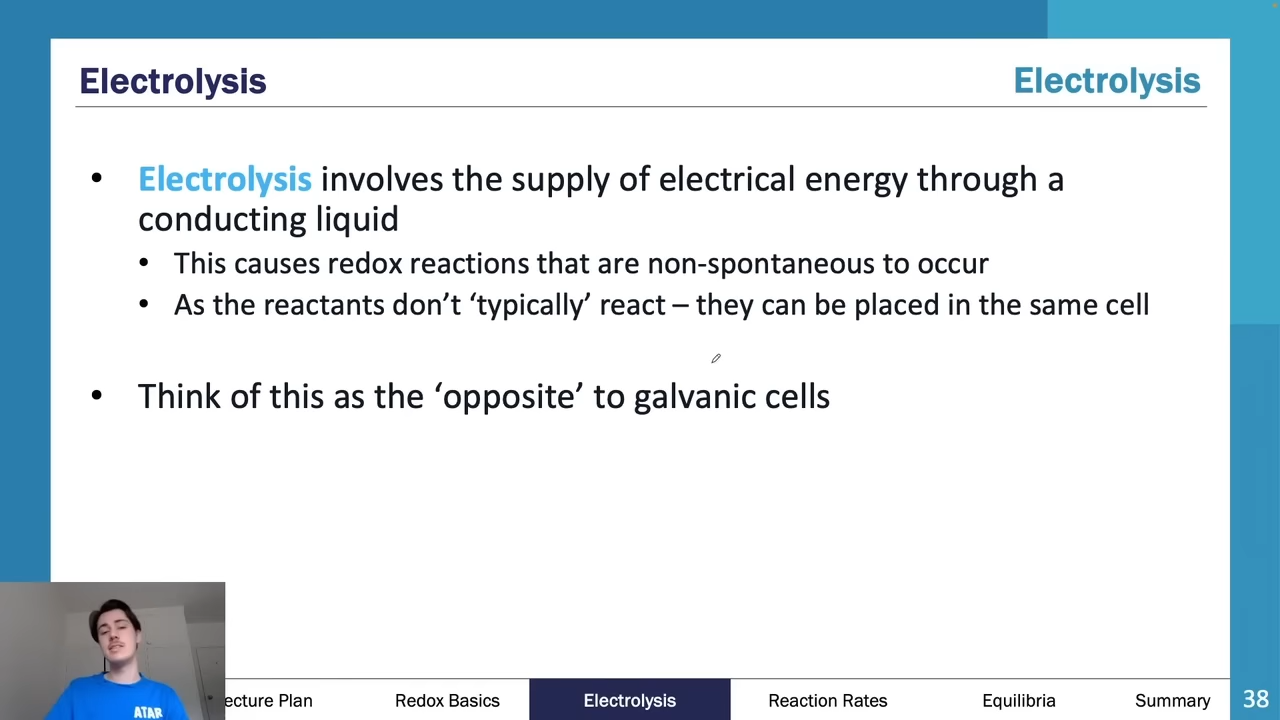 Electrolysis
Electrolysis
• Electrolysis involves the supply of electrical energy through a
conducting liquid
• This causes redox reactions that are non-spontaneous to occur
• As the reactants don’t ‘typically’ react – they can be placed in the same cell
• Think of this as the ‘opposite’ to galvanic cells
ATAR
ecture Plan
Redox Basics
Electrolysis
Reaction Rates
Equilibria
Summary
38